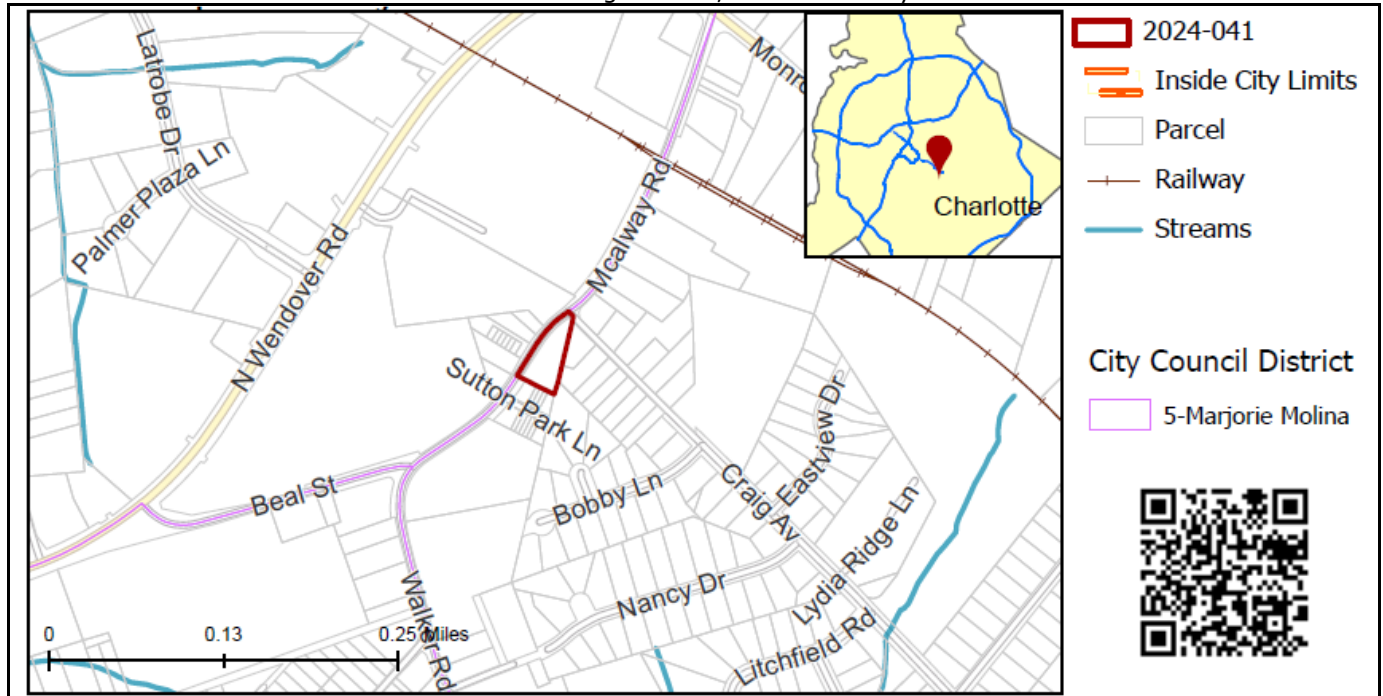 Latrobe Dr
Palmer Plaza Ln
N Wendover Rd
Mcalway Rd
Charlotte
Sutton Park Ln
Beal St
Bobby Ln
Craig Av
Eastview Dr
Walker Rd
Nancy Dr
Lydia Ridge Ln
Litchfield Rd
0
0.13
0.25 Miles
2024-041
Inside City Limits
Parcel
Railway
Streams
City Council District
5-Marjorie Molina